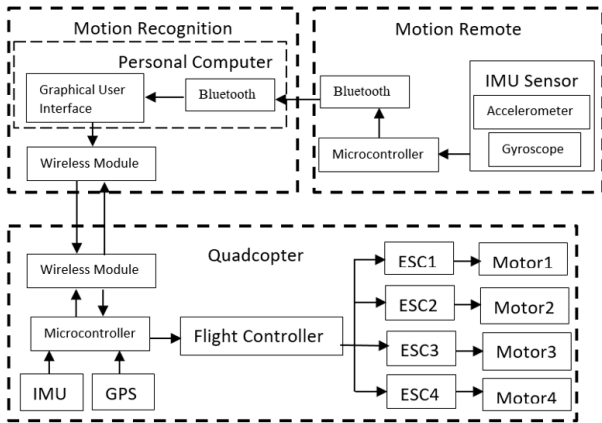 Motion Recognition
Personal Computer
Graphical User
Interface
Bluetooth
Wireless Module
Motion Remote
Bluetooth
Microcontroller
IMU Sensor
Accelerometer
Gyroscope
Quadcopter
Wireless Module
Microcontroller
IMU
GPS
Flight Controller
ESC1
Motor1
ESC2
Motor2
ESC3
Motor3
ESC4
Motor4